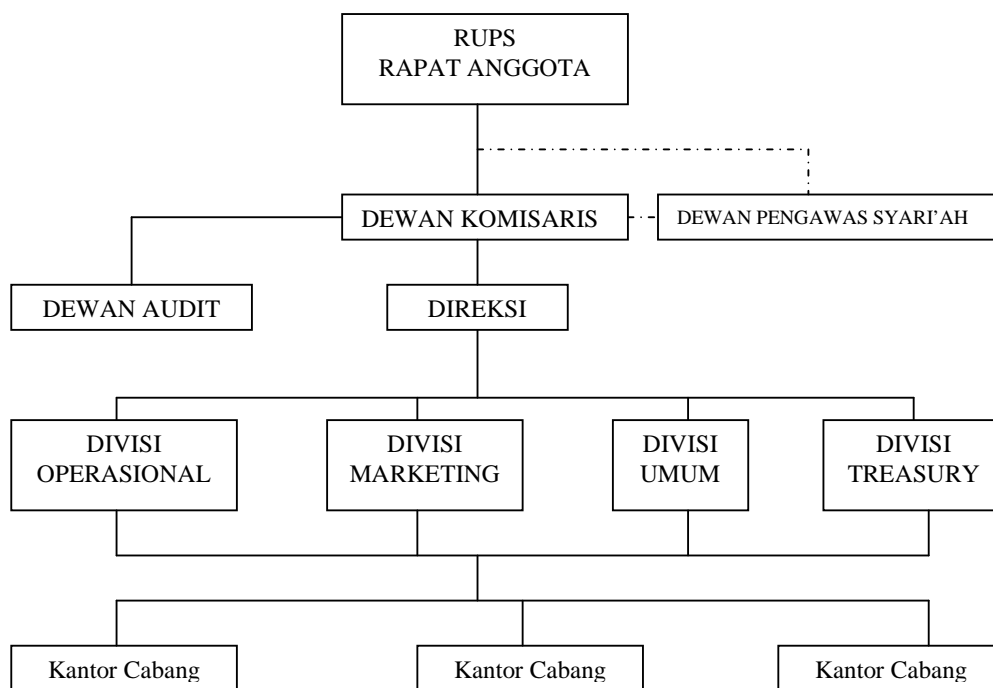 RUPS
RAPAT ANGGOTA
DEWAN KOMISARIS
DEWAN PENGAWAS SYARI'AH
DEWAN AUDIT
DIREKSI
DIVISI
OPERASIONAL
DIVISI
MARKETING
DIVISI
UMUM
DIVISI
TREASURY
Kantor Cabang
Kantor Cabang
Kantor Cabang